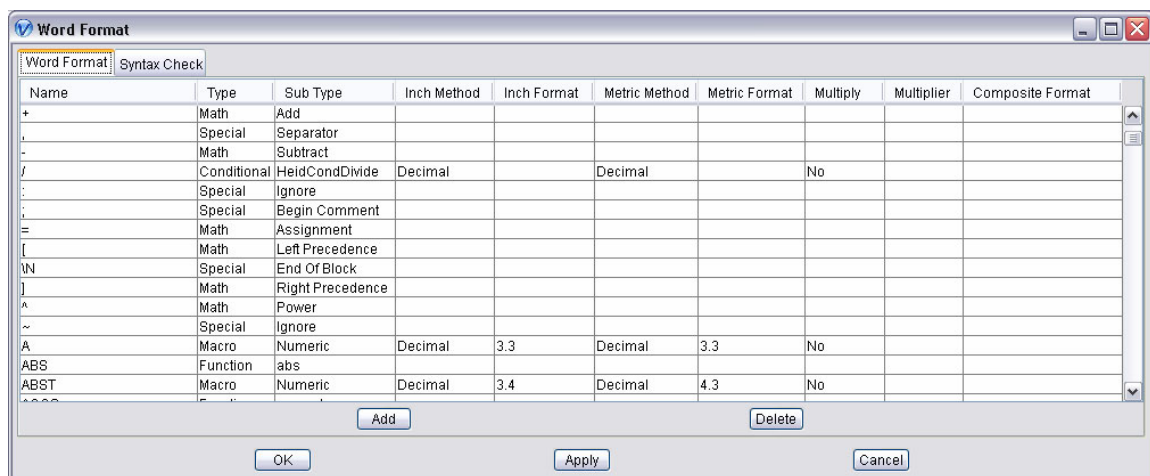 Word Format
Word Format Syntax Check
Name Type Sub Type Inch Method Inch Format Metric Method Metric Format Multiply Multiplier Composite Format
+ Math Add
, Special Separator
- Math Subtract
/ Conditional HeidCondDivide Decimal Decimal No
: Special Ignore
; Special Begin Comment
= Math Assignment
[ Math Left Precedence
\N Special End Of Block
] Math Right Precedence
^ Math Power
~ Special Ignore
A Macro Numeric Decimal 3.3 Decimal 3.3 No
ABS Function abs
ABST Macro Numeric Decimal 3.4 Decimal 4.3 No
Add Delete
OK Apply Cancel